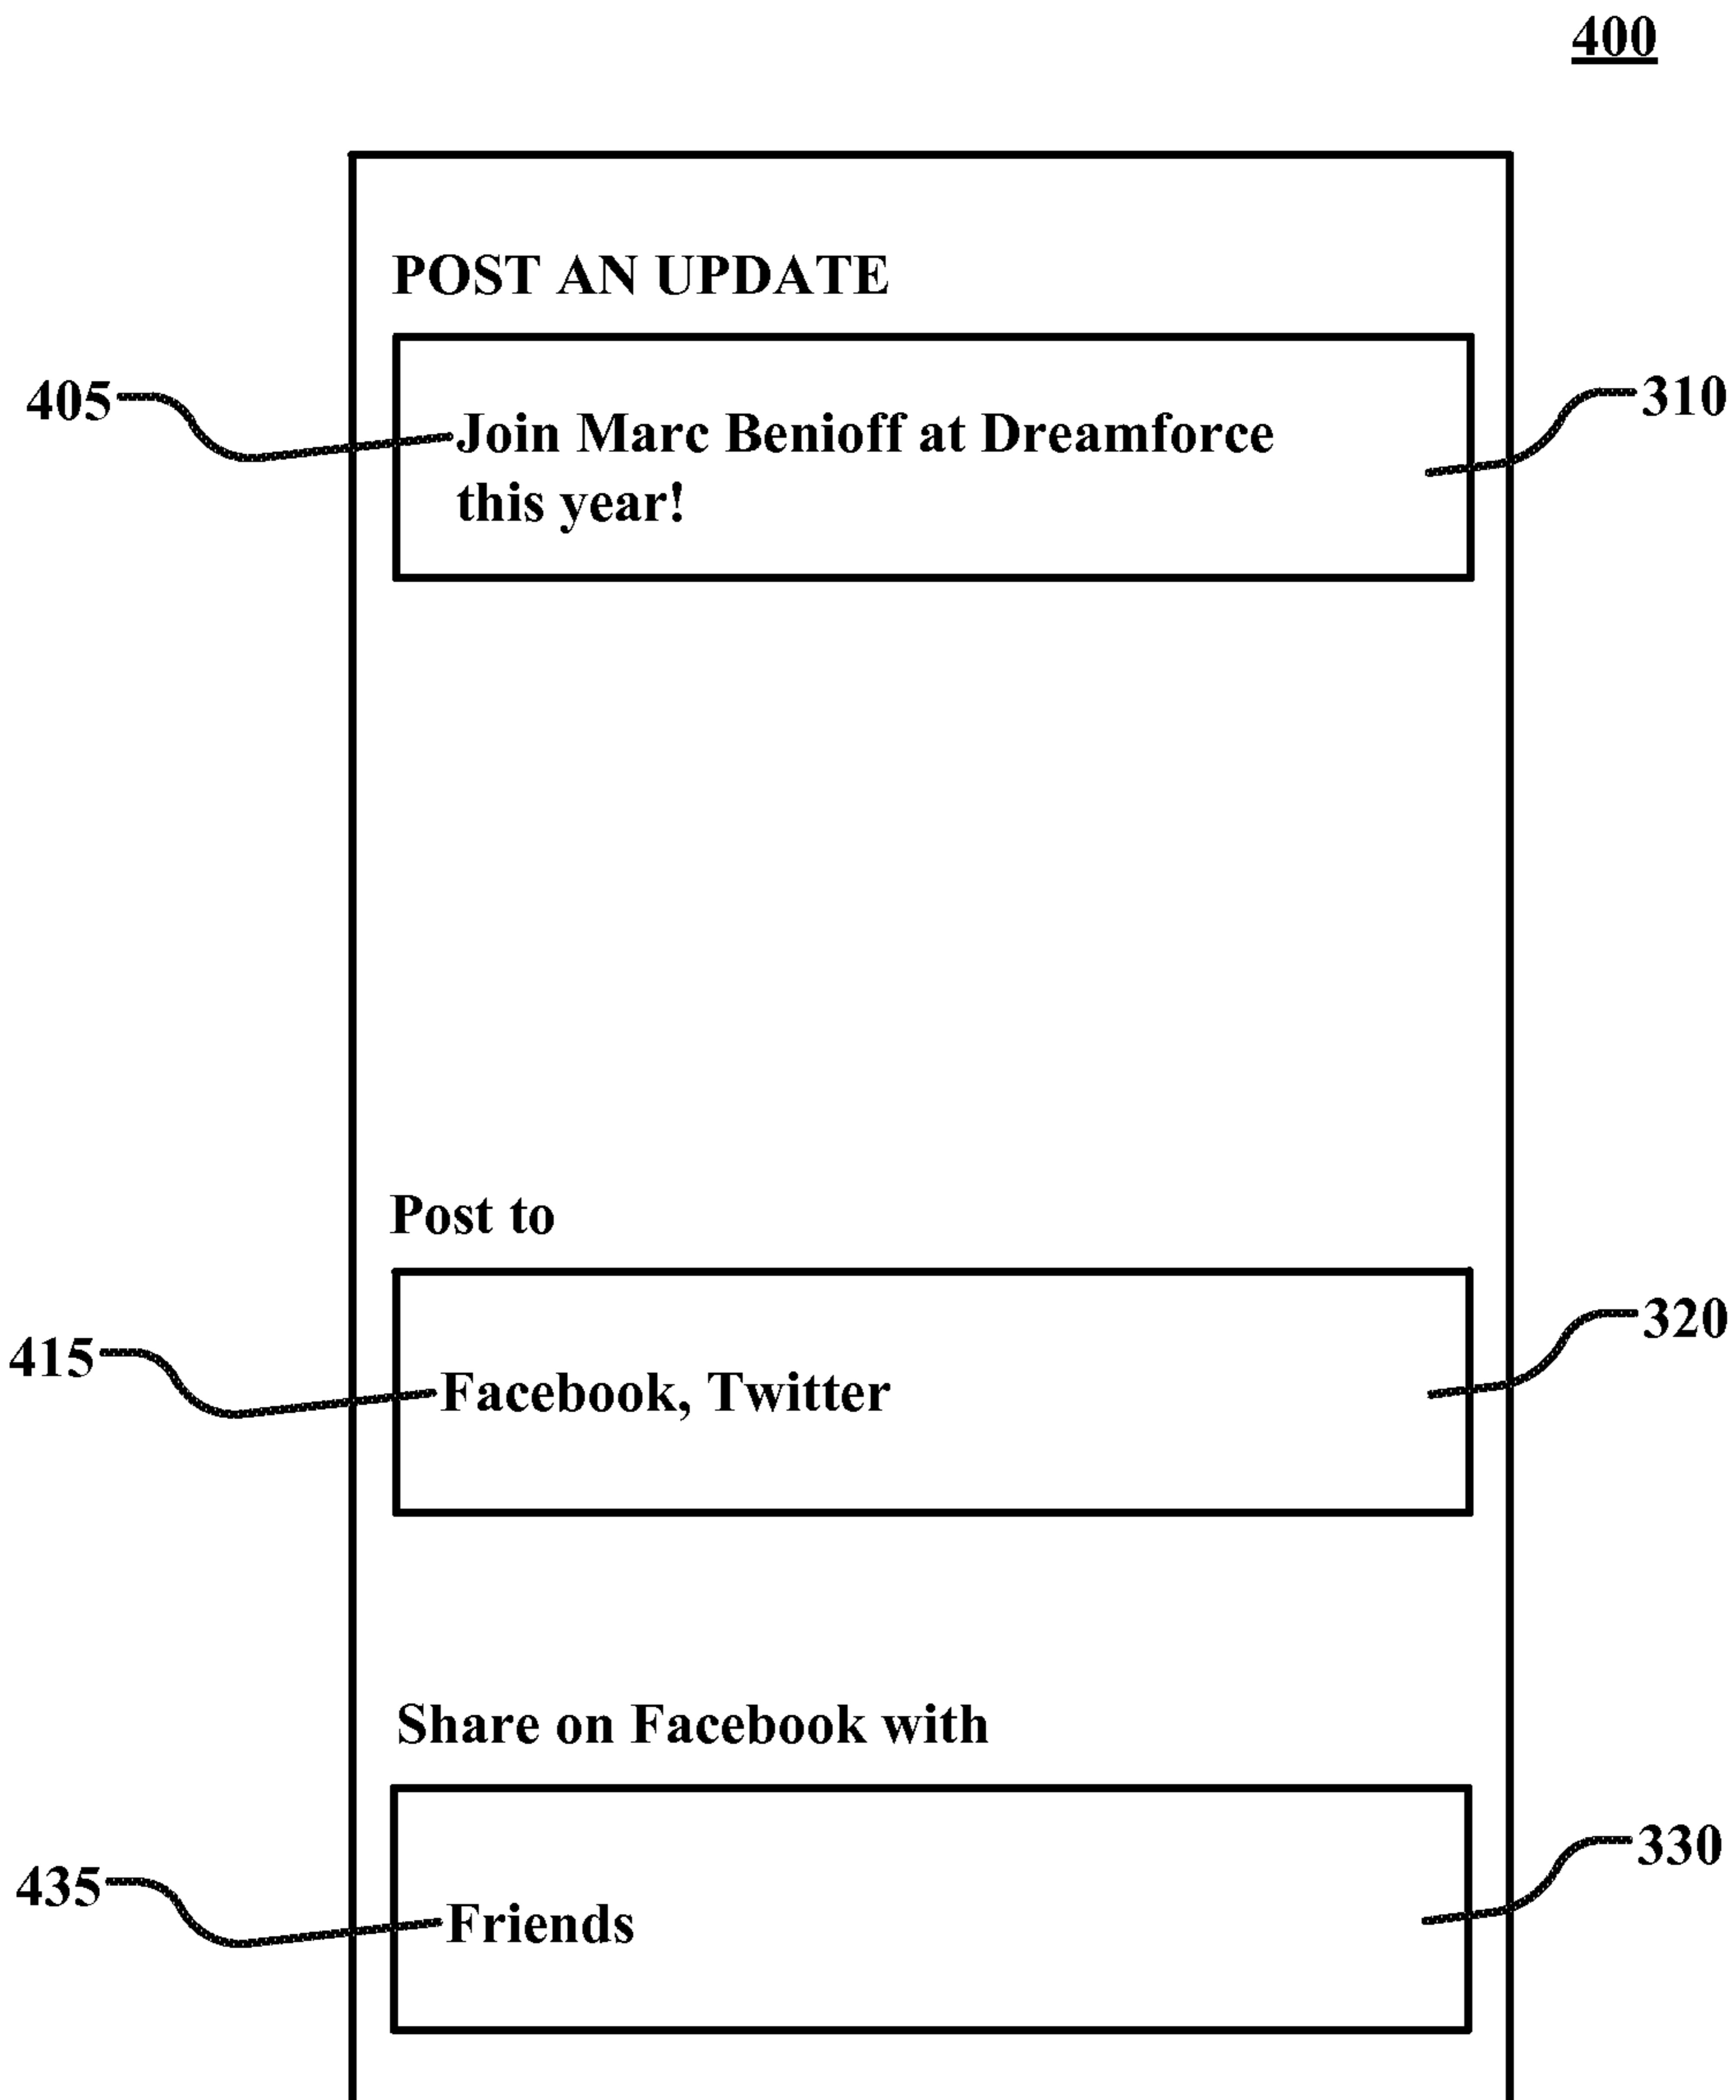 400
POST AN UPDATE
405
310
Join Marc Benioff at Dreamforce
this year!
Post to
320
415
Facebook, Twitter
Share on Facebook with
330
435
Friends